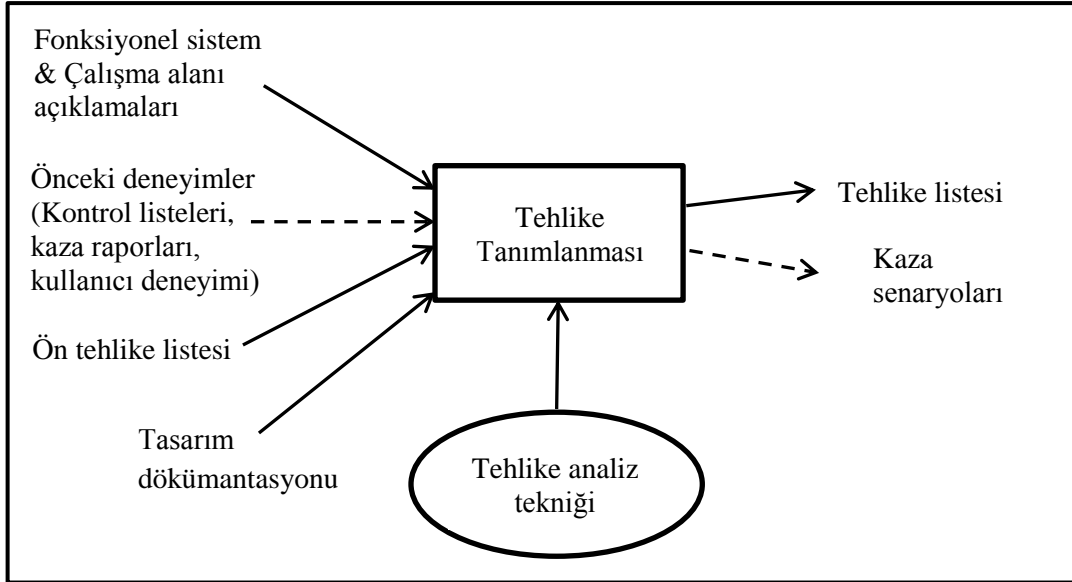 Fonksiyonel sistem
& Çalışma alanı
açıklamaları
Önceki deneyimler
(Kontrol listeleri,
kaza raporları,
kullanıcı deneyimi)
Ön tehlike listesi
Tasarım
dökümantasyonu
Tehlike
Tanımlanması
Tehlike analiz
tekniği
Tehlike listesi
Kaza
senaryoları